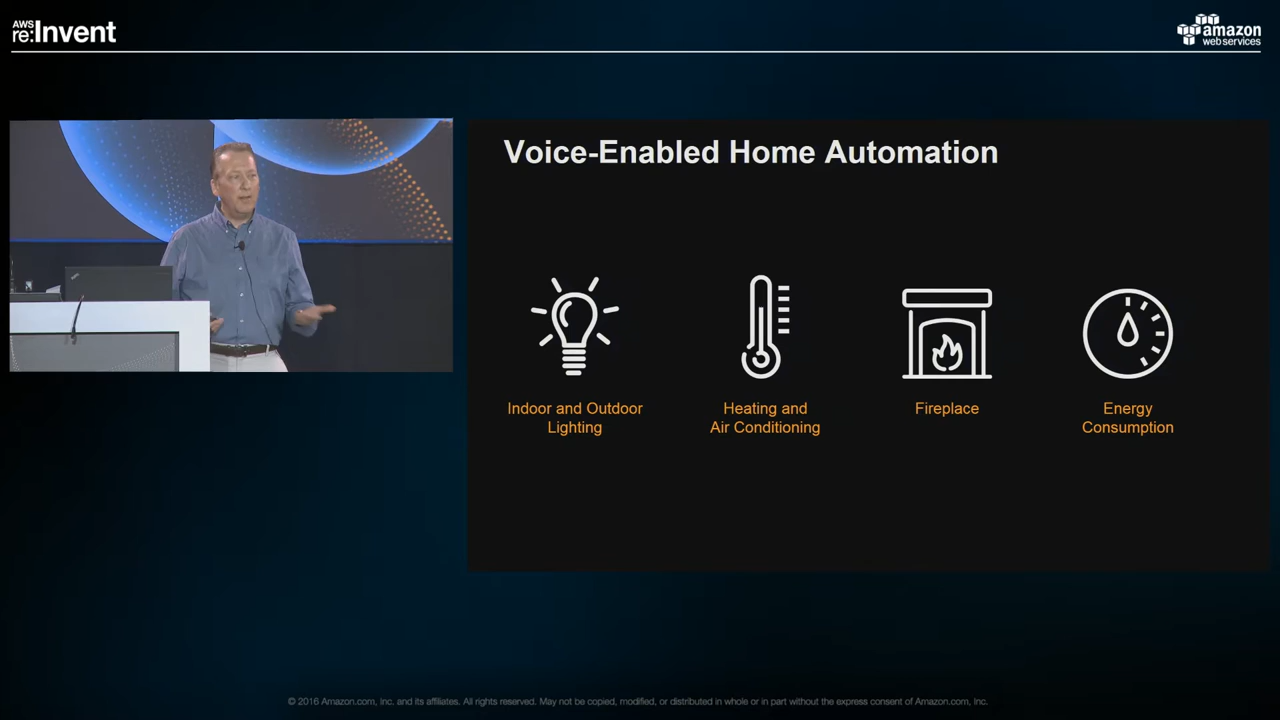 AWS
re:Invent
amazon
web services
Voice-Enabled Home Automation
Indoor and Outdoor
Lighting
Heating and
Air Conditioning
Fireplace
Energy
Consumption
© 2016 Amazon.com, Inc. and its affiliates. All rights reserved. May not be copied, modified, or distributed in whole or in part without the express consent of Amazon.com, Inc.